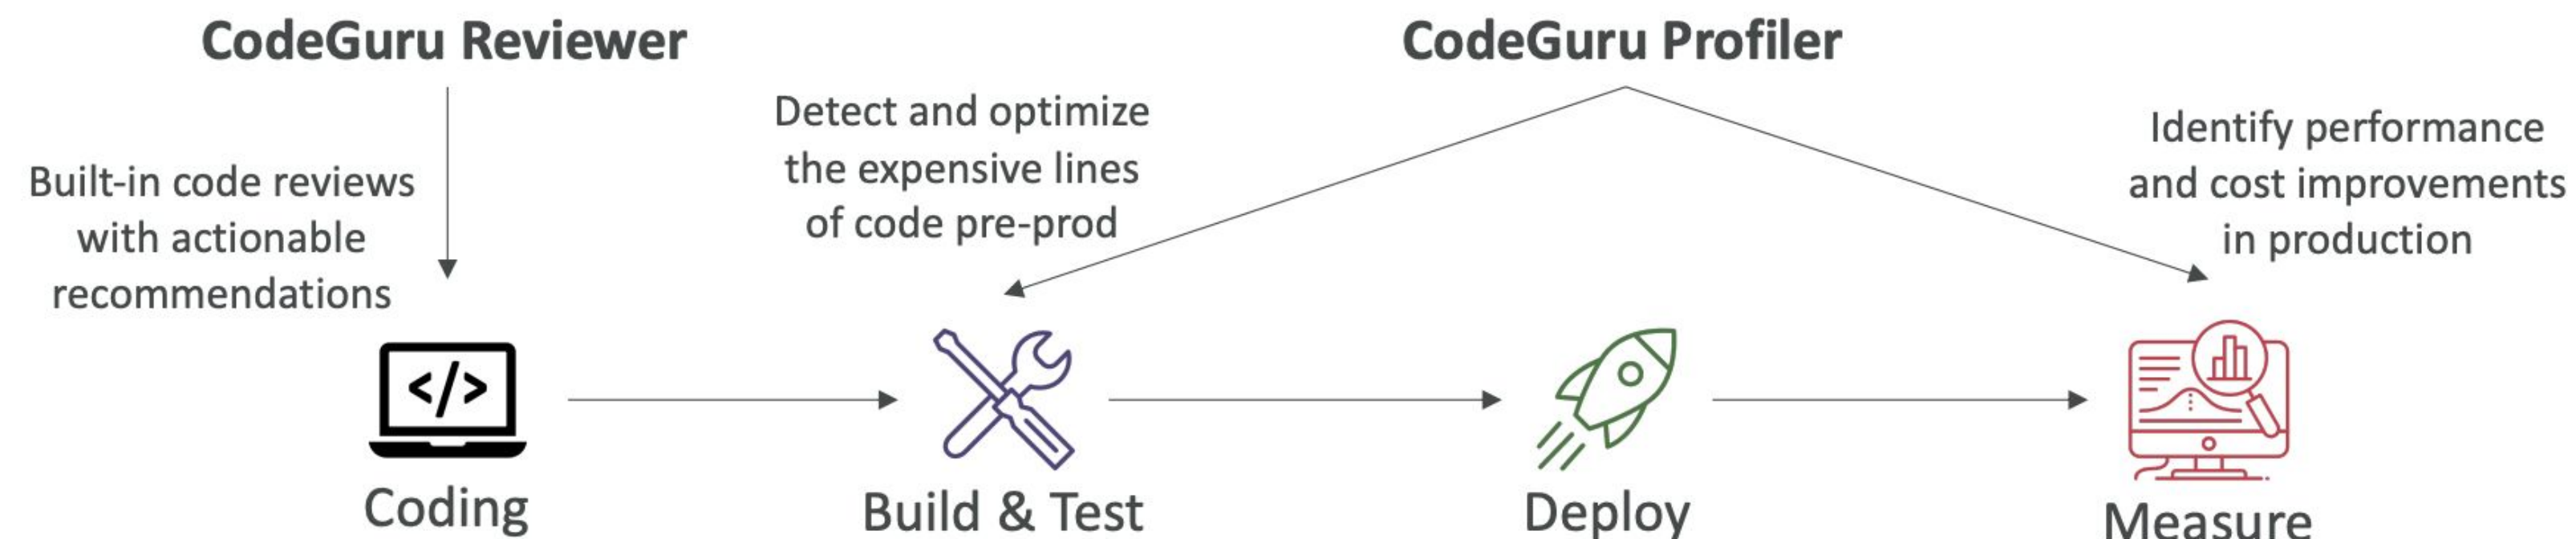 CodeGuru Reviewer
CodeGuru Profiler
Built-in code reviews
with actionable
recommendations
Detect and optimize
the expensive lines
of code pre-prod
Identify performance
and cost improvements
in production
</>
Coding
Build & Test
Deploy
Measure